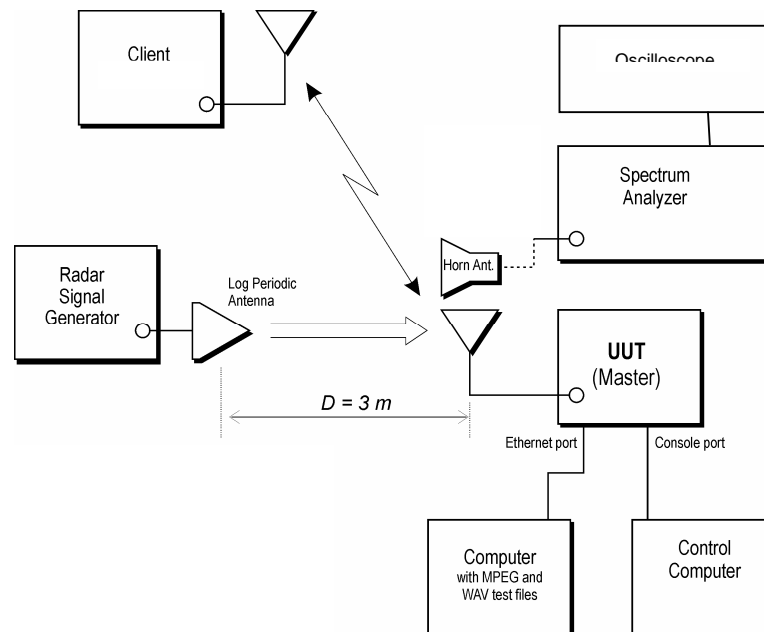 Client
Oscilloscope
Spectrum
Analyzer
Horn Ant.
Radar
Signal
Generator
Log Periodic
Antenna
UUT
(Master)
D = 3 m
Ethernet port
Console port
Computer
with MPEG and
WAV test files
Control
Computer